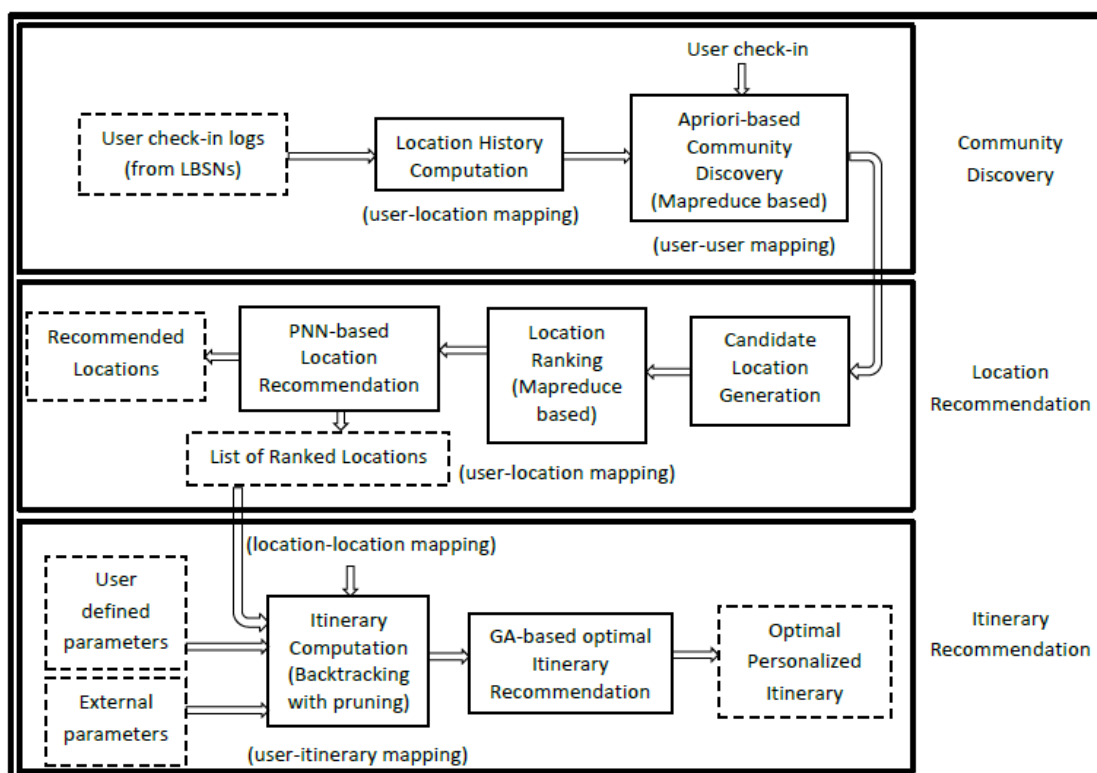 User check-in
User check-in logs
(from LBSNs)
Location History
Computation
(user-location mapping)
Apriori-based
Community
Discovery
(Mapreduce based)
(user-user mapping)
Community
Discovery
Recommended
Locations
PNN-based
Location
Recommendation
Location
Ranking
(Mapreduce
based)
Candidate
Location
Generation
List of Ranked Locations
(user-location mapping)
Location
Recommendation
(location-location mapping)
User
defined
parameters
External
parameters
Itinerary
Computation
(Backtracking
with pruning)
(user-itinerary mapping)
GA-based optimal
Itinerary
Recommendation
Optimal
Personalized
Itinerary
Itinerary
Recommendation